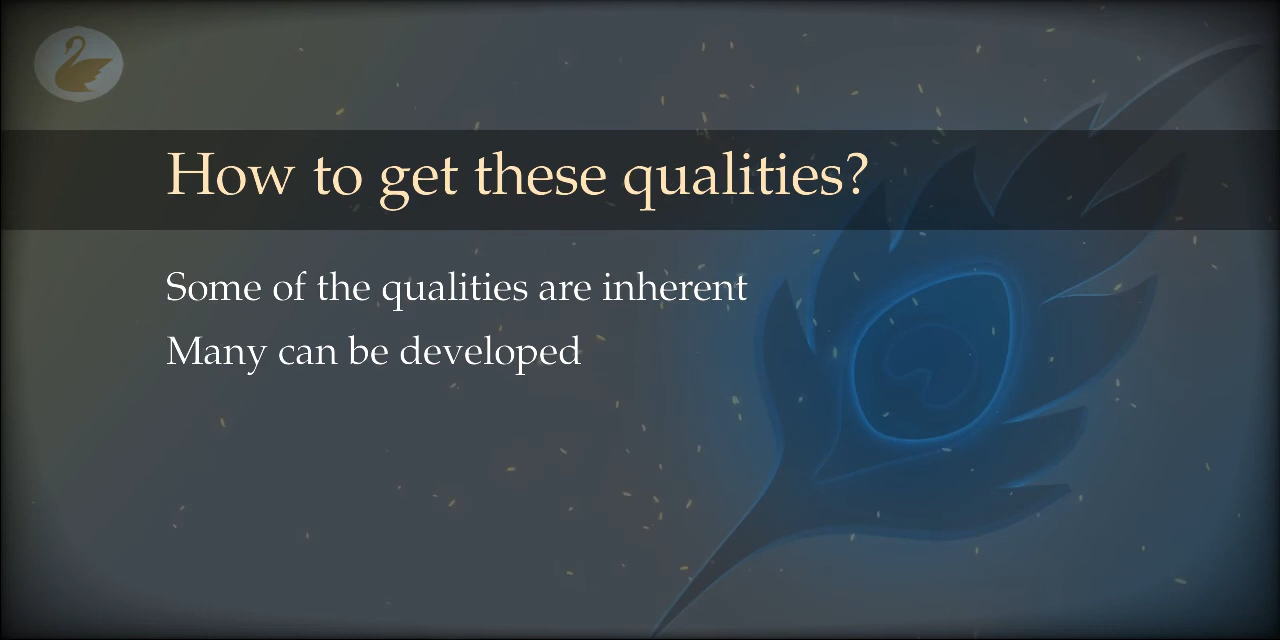 How to get these qualities?
Some of the qualities are inherent
Many can be developed